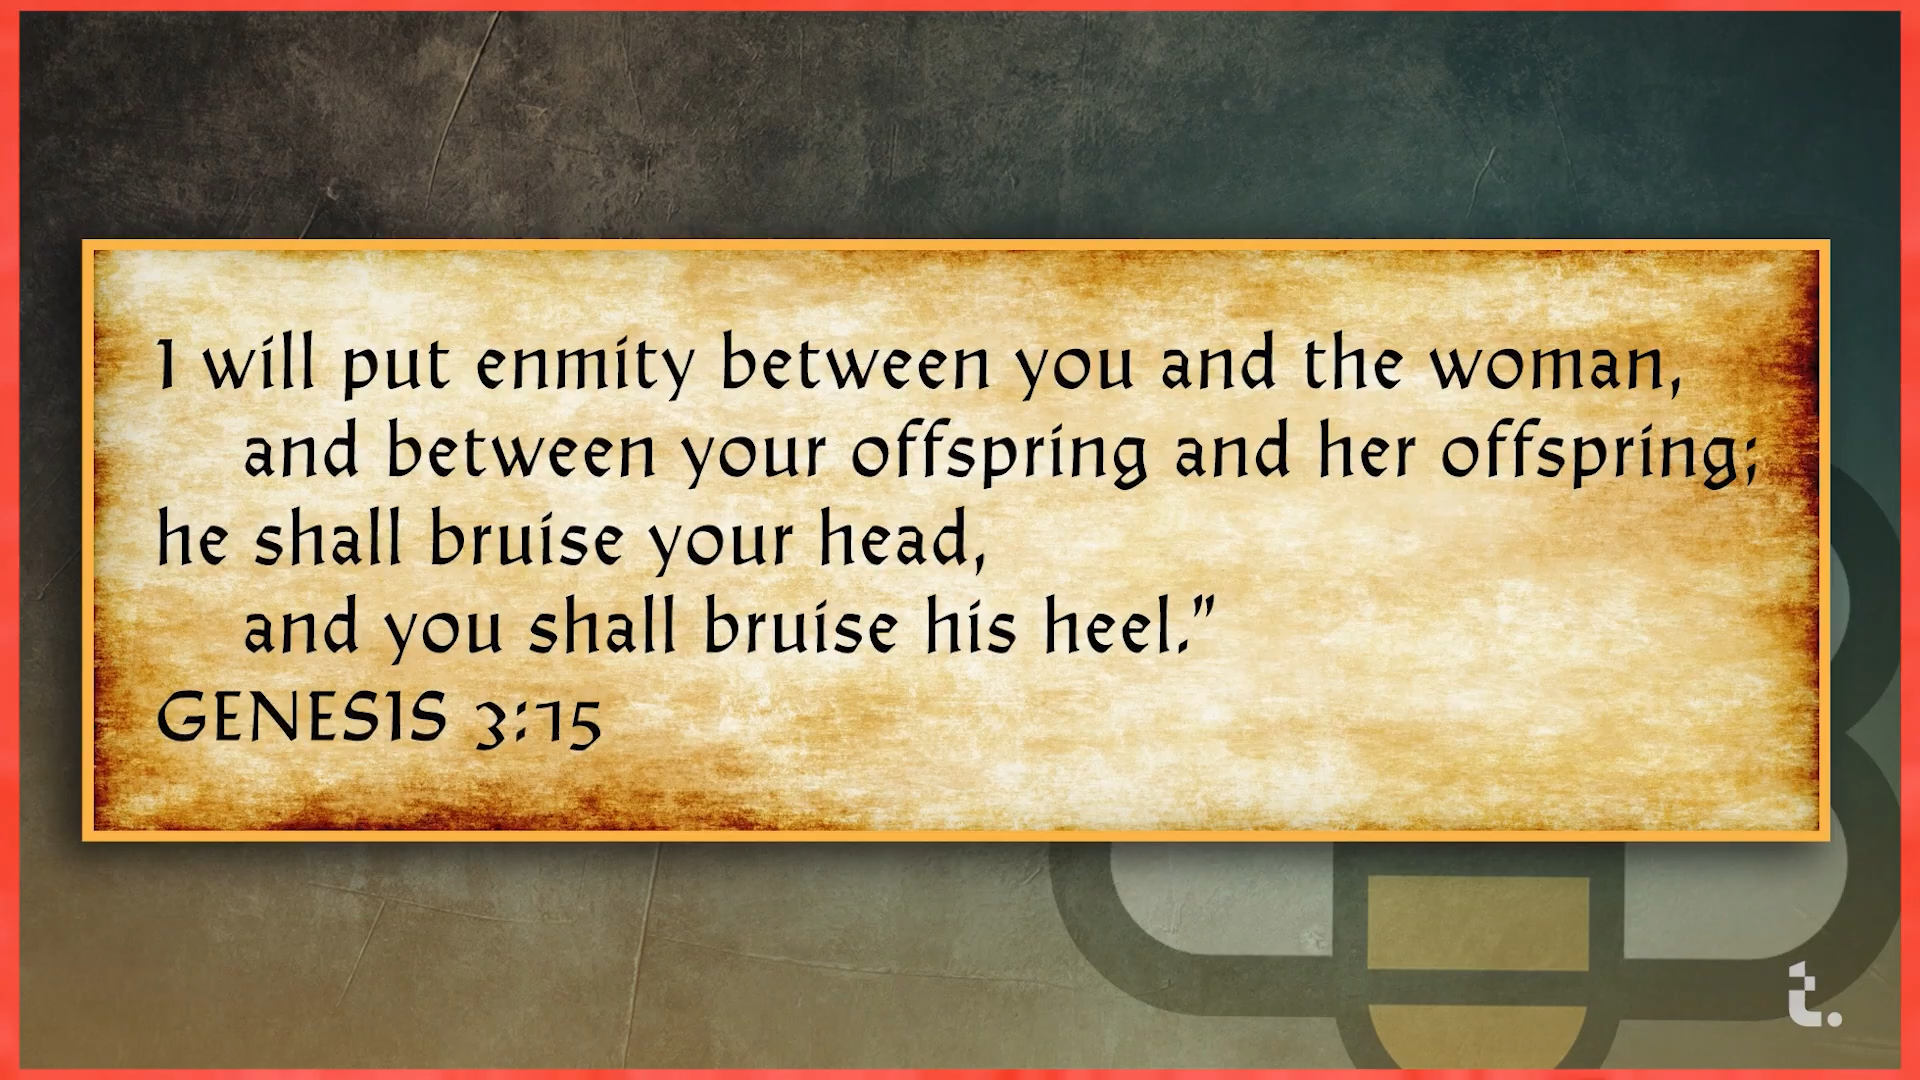 I will put enmity between you and the woman,
and between your offspring and her offspring;
he shall bruise your head,
and you shall bruise his heel.”
GENESIS 3:15
t.